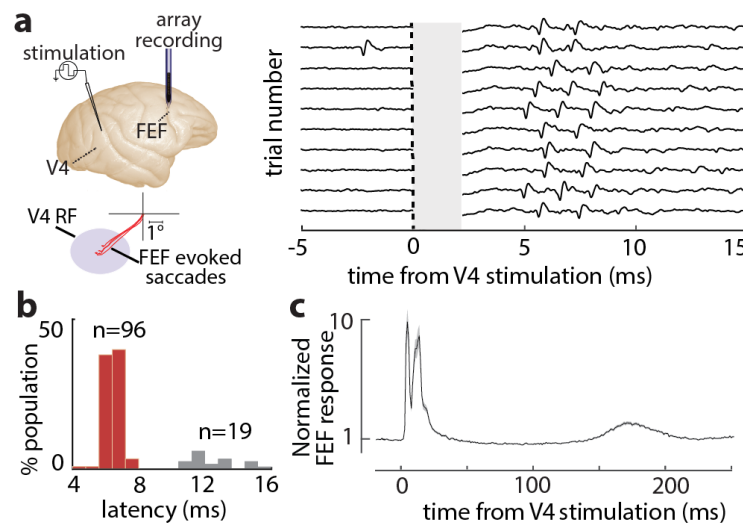 a
stimulation
array
recording
FEF
V4
V4 RF
1°
FEF evoked
saccades
trial number
-5
0
5
10
15
time from V4 stimulation (ms)
b
50
n=96
n=19
% population
0
4
8
12
16
latency (ms)
c
10
Normalized
FEF response
1
0
100
200
time from V4 stimulation (ms)